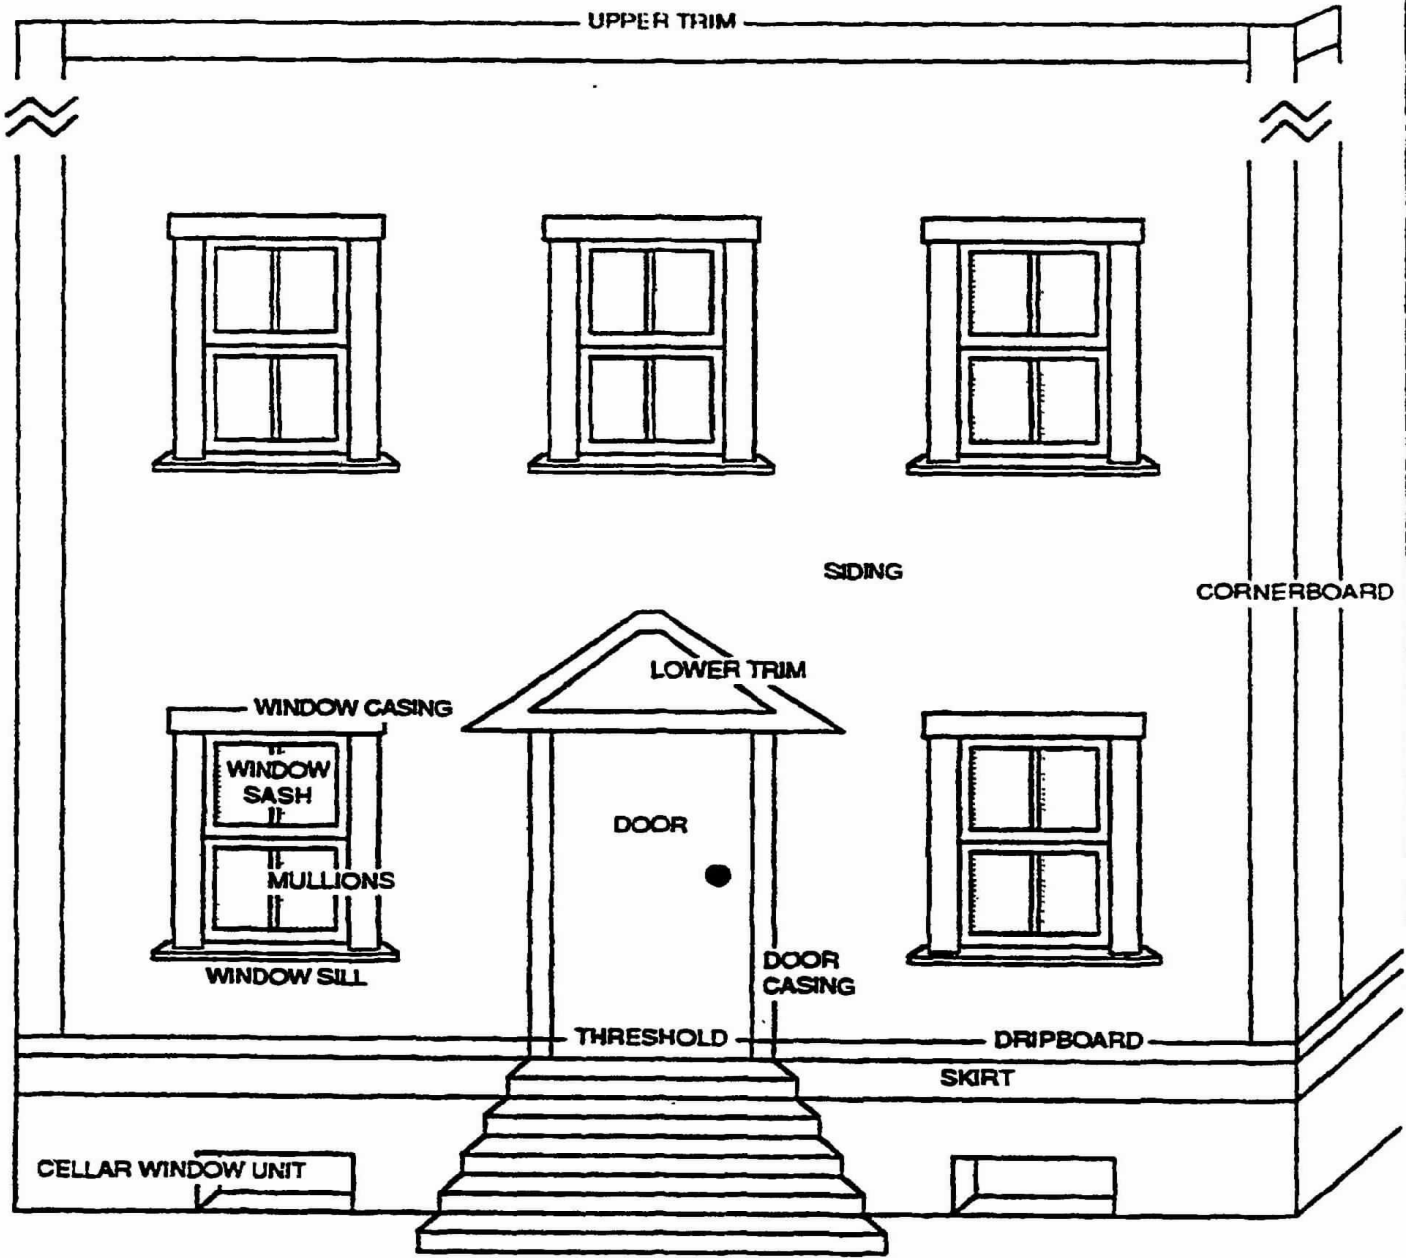 UPPER TRIM
SIDING
CORNERBOARD
LOWER TRIM
WINDOW CASING
WINDOW
SASH
DOOR
MULLIONS
DOOR
CASING
WINDOW SILL
THRESHOLD
DRIPBOARD
SKIRT
CELLAR WINDOW UNIT